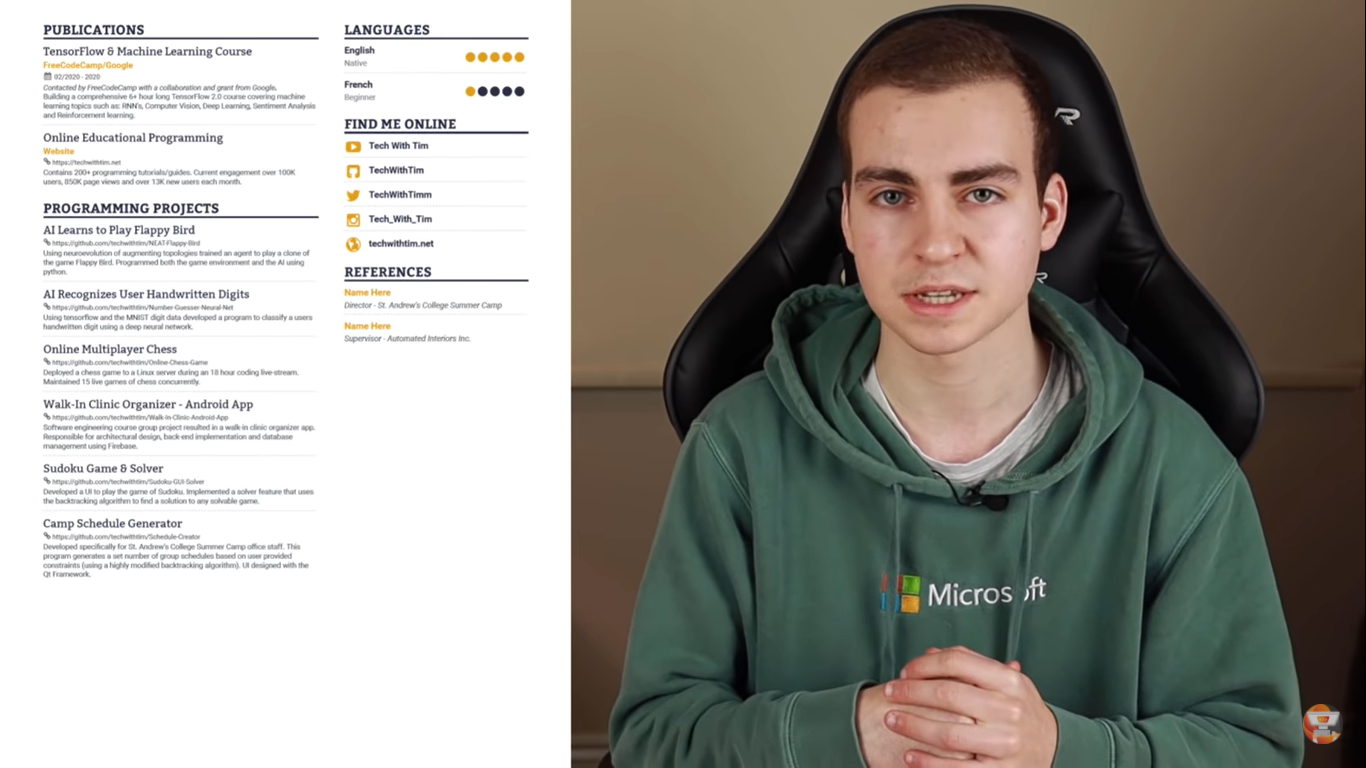 PUBLICATIONS
TensorFlow & Machine Learning Course
FreeCodeCamp/Google
02/2020 - 2020
Contacted by FreeCodeCamp with a collaboration and grant from Google.
Building a comprehensive 6+ hour long TensorFlow 2.0 course covering machine
learning topics such as: RNN's, Computer Vision, Deep Learning, Sentiment Analysis
and Reinforcement learning.
Online Educational Programming
Website
https://techwithtim.net
Contains 200+ programming tutorials/guides. Current engagement over 100K
users, 850K page views and over 13K new users each month.
PROGRAMMING PROJECTS
AI Learns to Play Flappy Bird
https://github.com/techwithtim/NEAT-Flappy-Bird
Using neuroevolution of augmenting topologies trained an agent to play a clone of
the game Flappy Bird. Programmed both the game environment and the AI using
python.
AI Recognizes User Handwritten Digits
https://github.com/techwithtim/Number-Guesser-Neural-Net
Using tensorflow and the MNIST digit data developed a program to classify a users
handwritten digit using a deep neural network.
Online Multiplayer Chess
https://github.com/techwithtim/Online-Chess-Game
Deployed a chess game to a Linux server during an 18 hour coding live-stream.
Maintained 15 live games of chess concurrently.
Walk-In Clinic Organizer - Android App
https://github.com/techwithtim/Walk-In-Clinic-Android-App
Software engineering course group project resulted in a walk-in clinic organizer app.
Responsible for architectural design, back-end implementation and database
management using Firebase.
Sudoku Game & Solver
https://github.com/techwithtim/Sudoku-GUI-Solver
Developed a UI to play the game of Sudoku. Implemented a solver feature that uses
the backtracking algorithm to find a solution to any solvable game.
Camp Schedule Generator
https://github.com/techwithtim/Schedule-Creator
Developed specifically for St. Andrew's College Summer Camp office staff. This
program generates a set number of group schedules based on user provided
constraints (using a highly modified backtracking algorithm). UI designed with the
Qt Framework.
LANGUAGES
English
Native
French
Beginner
FIND ME ONLINE
Tech With Tim
TechWithTim
TechWithTimm
Tech_With_Tim
techwithtim.net
REFERENCES
Name Here
Director - St. Andrew's College Summer Camp
Name Here
Supervisor - Automated Interiors Inc.
Microsoft